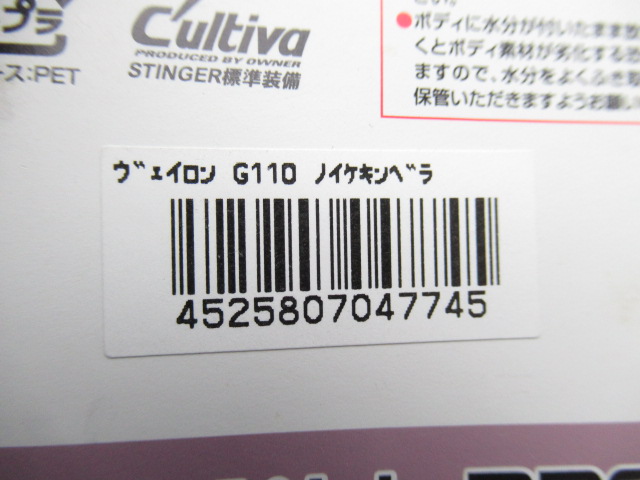 プラ
ース:PET
Cultiva
PRODUCED BY OWNER
STINGER標準装備
●ボディに水分が付いたまま放
くとボディ素材が劣化する恐
ますので、水分をよくふき取
保管いただきますようお願い
ｳﾞｪｲﾛﾝ G110 ﾉｲｹｷﾝﾍﾞﾗ
4525807047745